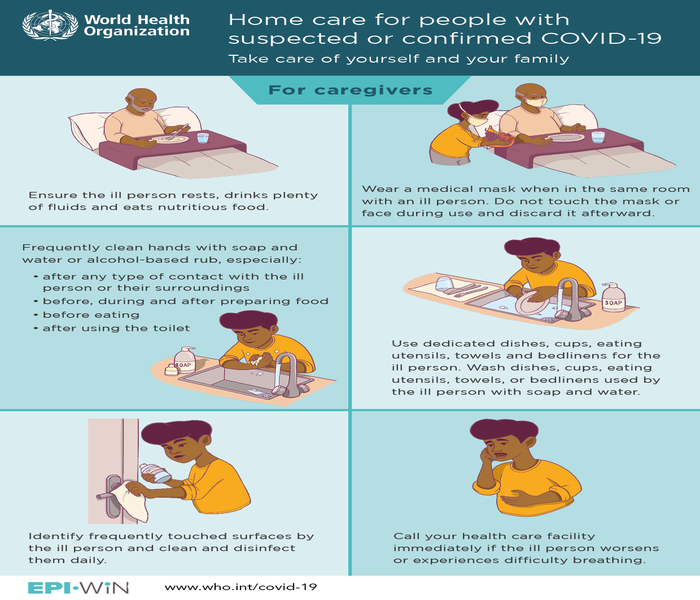 World Health
Organization
Home care for people with
suspected or confirmed COVID-19
Take care of yourself and your family
For caregivers
Ensure the ill person rests, drinks plenty
of fluids and eats nutritious food.
Wear a medical mask when in the same room
with an ill person. Do not touch the mask or
face during use and discard it afterward.
Frequently clean hands with soap and
water or alcohol-based rub, especially:
• after any type of contact with the ill
person or their surroundings
• before, during and after preparing food
• before eating
• after using the toilet
SOAP
SOAP
Use dedicated dishes, cups, eating
utensils, towels and bedlinens for the
ill person. Wash dishes, cups, eating
utensils, towels, or bedlinens used by
the ill person with soap and water.
Identify frequently touched surfaces by
the ill person and clean and disinfect
them daily.
Call your health care facility
immediately if the ill person worsens
or experiences difficulty breathing.
EPI•WiN
www.who.int/covid-19